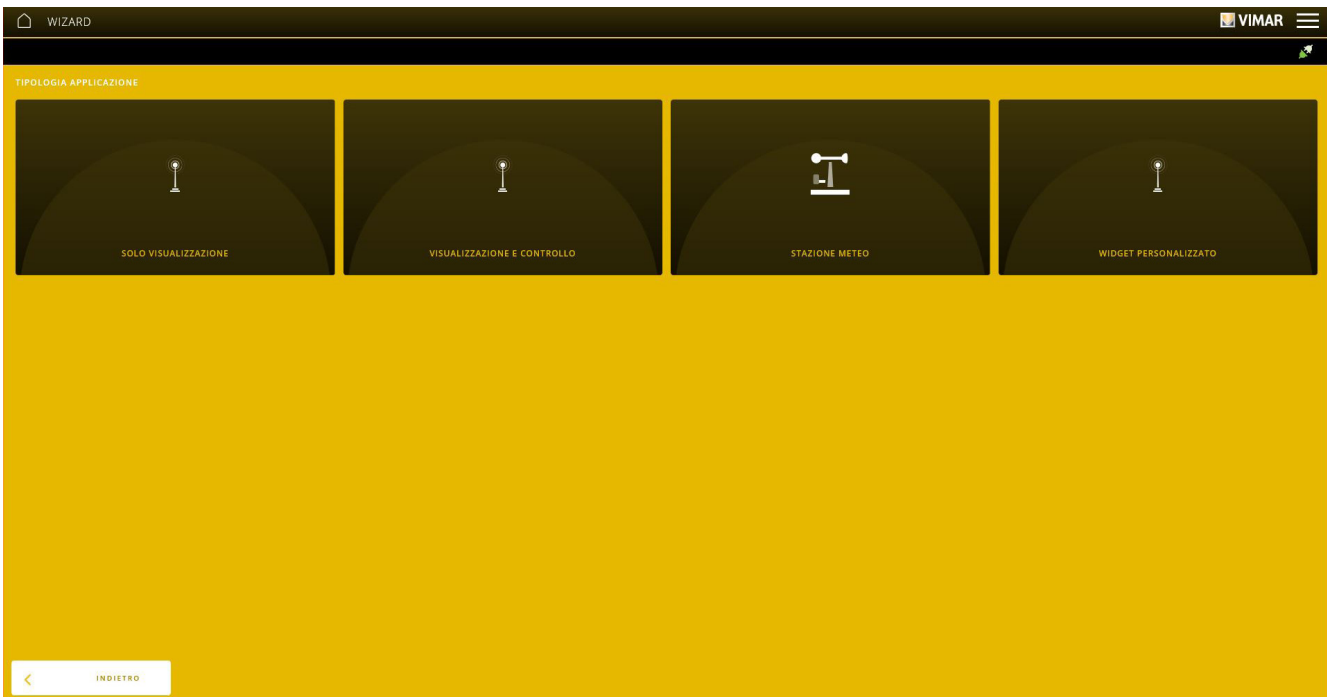 WIZARD
VIMAR
TIPOLOGIA APPLICAZIONE
SOLO VISUALIZZAZIONE
VISUALIZZAZIONE E CONTROLLO
STAZIONE METEO
WIDGET PERSONALIZZATO
INDIETRO